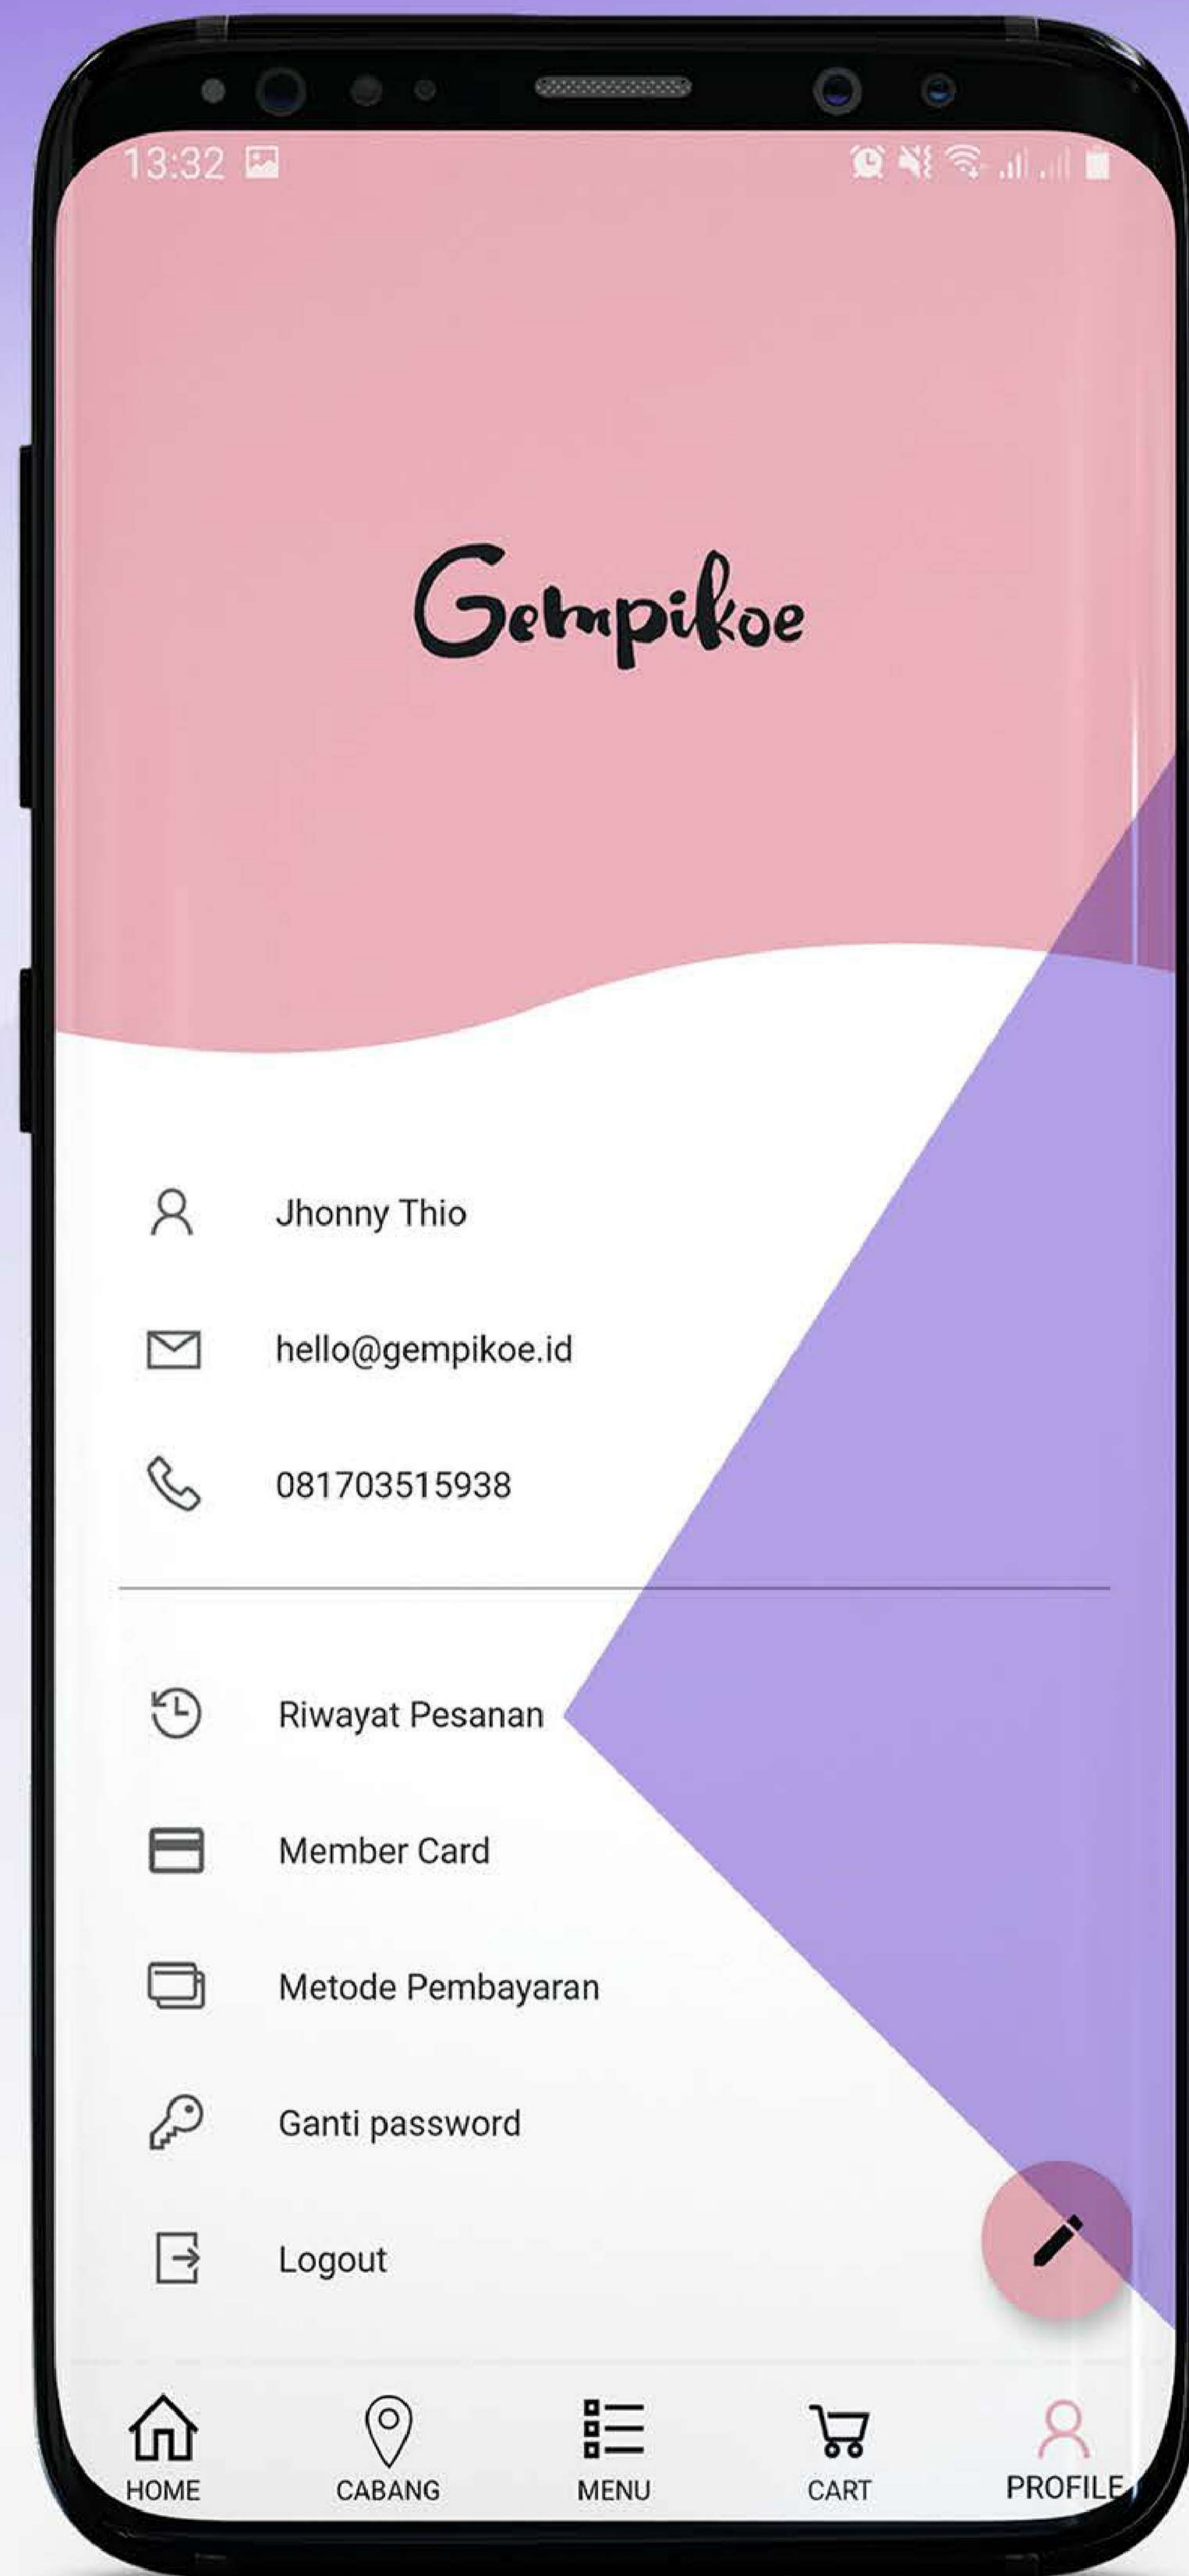 13:32
Gempikoe
Jhonny Thio
hello@gempikoe.id
081703515938
Riwayat Pesanan
Member Card
Metode Pembayaran
Ganti password
Logout
HOME
CABANG
MENU
CART
PROFILE